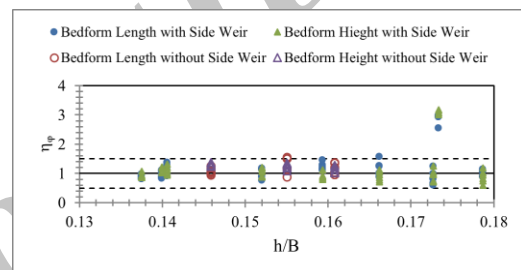 Bedform Length with Side Weir Bedform Hieght with Side Weir
Bedform Length without Side Weir Bedform Height without Side Weir
4
3
2
1
0
ηφ
0.13 0.14 0.15 0.16 0.17 0.18
h/B